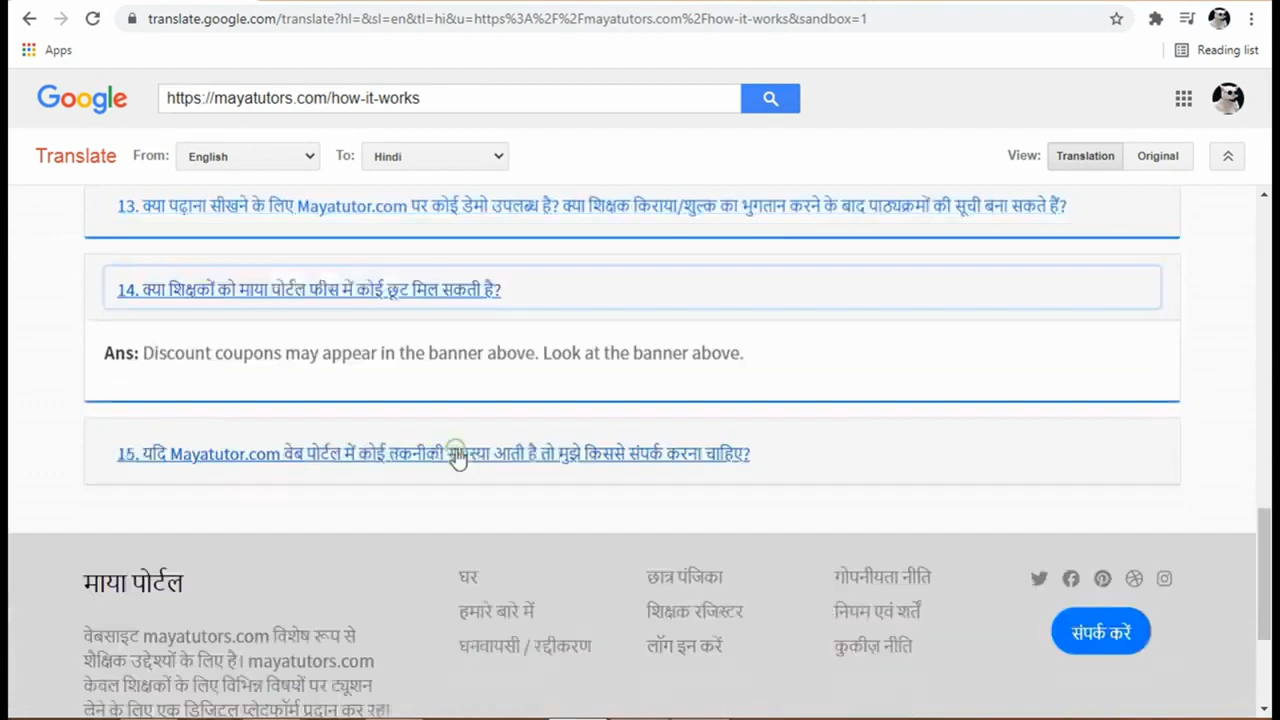 translate.google.com/translate?hl=&sl=en&tl=hi&u=https%3A%2F%2Fmayatutors.com%2Fhow-it-works&sandbox=1
Apps
Reading list
Google
https://mayatutors.com/how-it-works
Translate From: English To: Hindi View: Translation Original
13. क्या पढ़ाना सीखने के लिए Mayatutor.com पर कोई डेमो उपलब्ध है? क्या शिक्षक किराया/शुल्क का भुगतान करने के बाद पाठ्यक्रमों की सूची बना सकते हैं?
14. क्या शिक्षकों को माया पोर्टल फीस में कोई छूट मिल सकती है?
Ans: Discount coupons may appear in the banner above. Look at the banner above.
15. यदि Mayatutor.com वेब पोर्टल में कोई तकनीकी समस्या आती है तो मुझे किससे संपर्क करना चाहिए?
माया पोर्टल
घर छात्र पंजिका गोपनीयता नीति
हमारे बारे में शिक्षक रजिस्टर नियम एवं शर्तें
धनवापसी / रद्दीकरण लॉग इन करें कुकीज़ नीति
संपर्क करें
वेबसाइट mayatutors.com विशेष रूप से
शैक्षिक उद्देश्यों के लिए है। mayatutors.com
केवल शिक्षकों के लिए विभिन्न विषयों पर ट्यूशन
लेने के लिए एक डिजिटल प्लेटफॉर्म प्रदान कर रहा